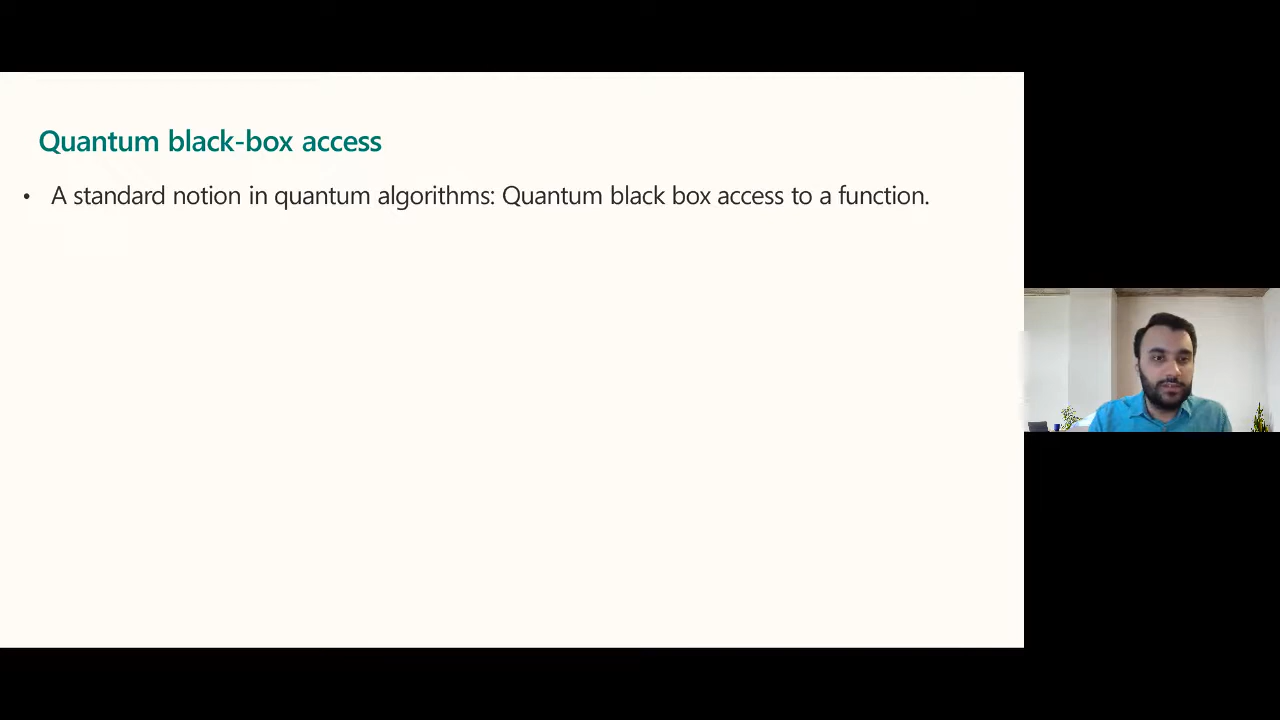 Quantum black-box access
• A standard notion in quantum algorithms: Quantum black box access to a function.